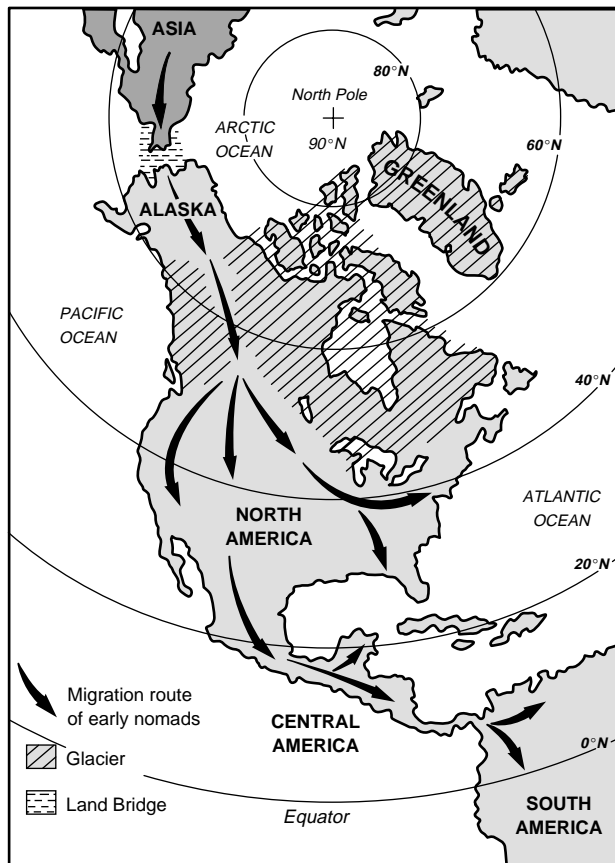 ASIA
80°N
North Pole
90°N
ARCTIC
OCEAN
60°N
GREENLAND
ALASKA
PACIFIC
OCEAN
40°N
ATLANTIC
OCEAN
NORTH
AMERICA
20°N
Migration route
of early nomads
CENTRAL
AMERICA
0°N
Glacier
Land Bridge
Equator
SOUTH
AMERICA